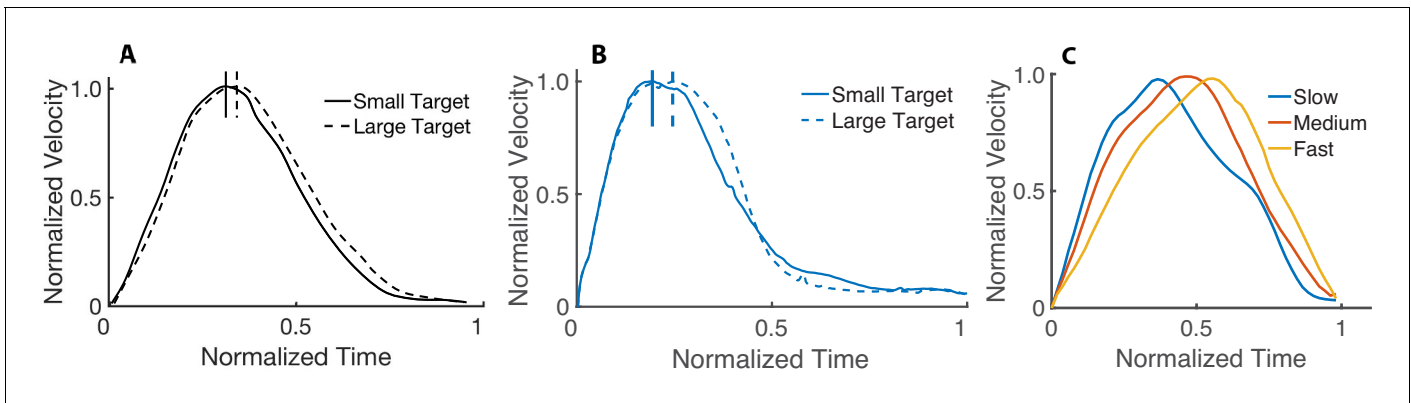 A
Normalized Velocity
1.0
0.5
0
0
0.5
1
Normalized Time
Small Target
Large Target
B
Normalized Velocity
1.0
0.5
0
0
0.5
1
Normalized Time
Small Target
Large Target
C
Normalized Velocity
1.0
0.5
0
0
0.5
1
Normalized Time
Slow
Medium
Fast